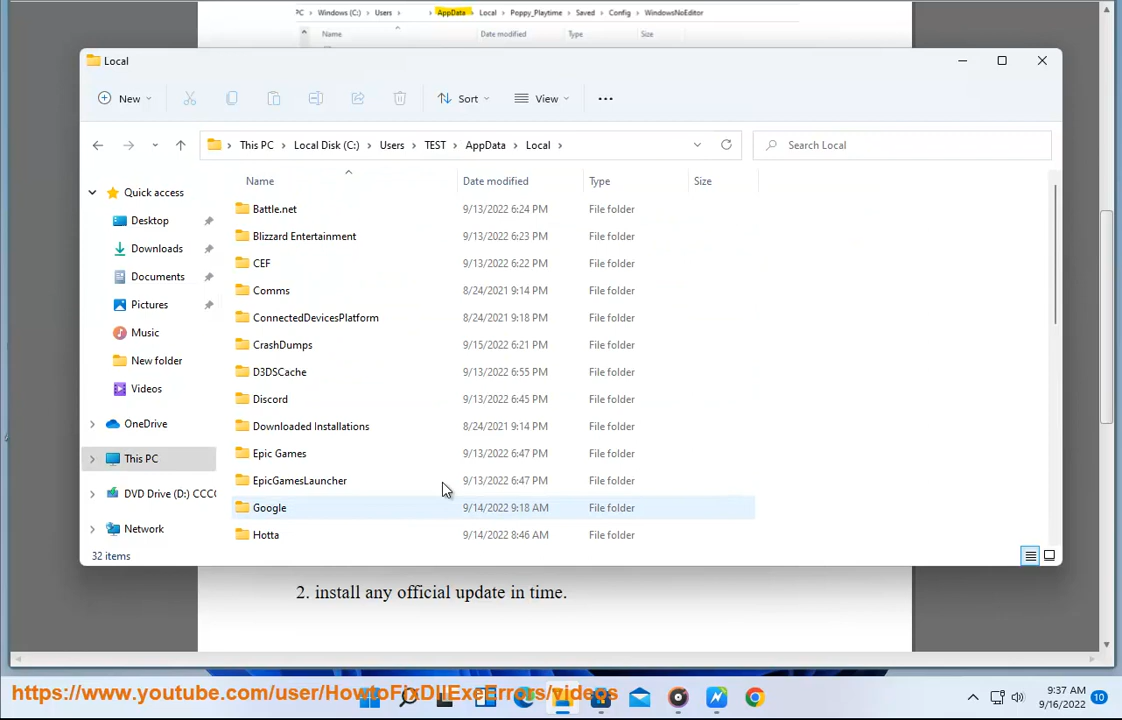 PC > Windows (C:) > Users > > AppData > Local > Poppy_Playtime > Saved > Config > WindowsNoEditor
Name Date modified Type Size
Local
New Sort View
This PC > Local Disk (C:) > Users > TEST > AppData > Local >
Search Local
Name Date modified Type Size
Quick access
Desktop
Downloads
Documents
Pictures
Music
New folder
Videos
OneDrive
This PC
DVD Drive (D:) CCCO
Network
Battle.net 9/13/2022 6:24 PM File folder
Blizzard Entertainment 9/13/2022 6:23 PM File folder
CEF 9/13/2022 6:22 PM File folder
Comms 8/24/2021 9:14 PM File folder
ConnectedDevicesPlatform 8/24/2021 9:18 PM File folder
CrashDumps 9/15/2022 6:21 PM File folder
D3DSCache 9/13/2022 6:55 PM File folder
Discord 9/13/2022 6:45 PM File folder
Downloaded Installations 8/24/2021 9:14 PM File folder
Epic Games 9/13/2022 6:47 PM File folder
EpicGamesLauncher 9/13/2022 6:47 PM File folder
Google 9/14/2022 9:18 AM File folder
Hotta 9/14/2022 8:46 AM File folder
32 items
2. install any official update in time.
https://www.youtube.com/user/HowtoFixDllExeErrors/videos
9:37 AM
9/16/2022
10